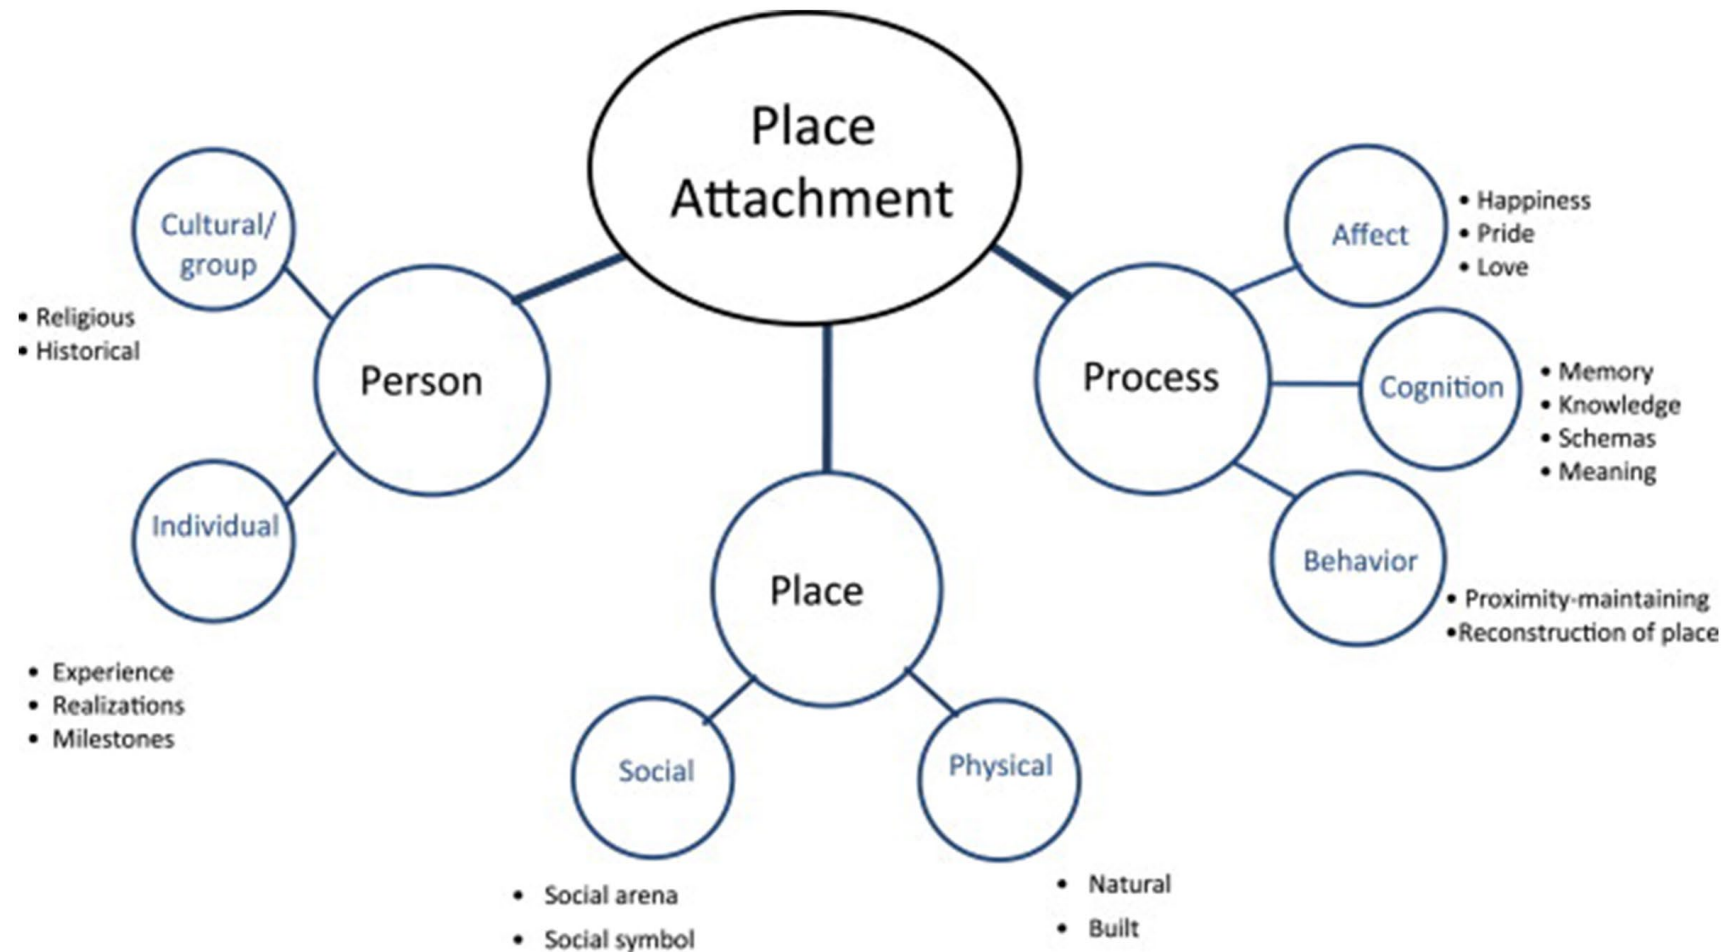 Place
Attachment
Cultural/
group
• Religious
• Historical
Person
Individual
• Experience
• Realizations
• Milestones
Place
Social
• Social arena
• Social symbol
Physical
• Natural
• Built
Process
Affect
• Happiness
• Pride
• Love
Cognition
• Memory
• Knowledge
• Schemas
• Meaning
Behavior
• Proximity-maintaining
•Reconstruction of place